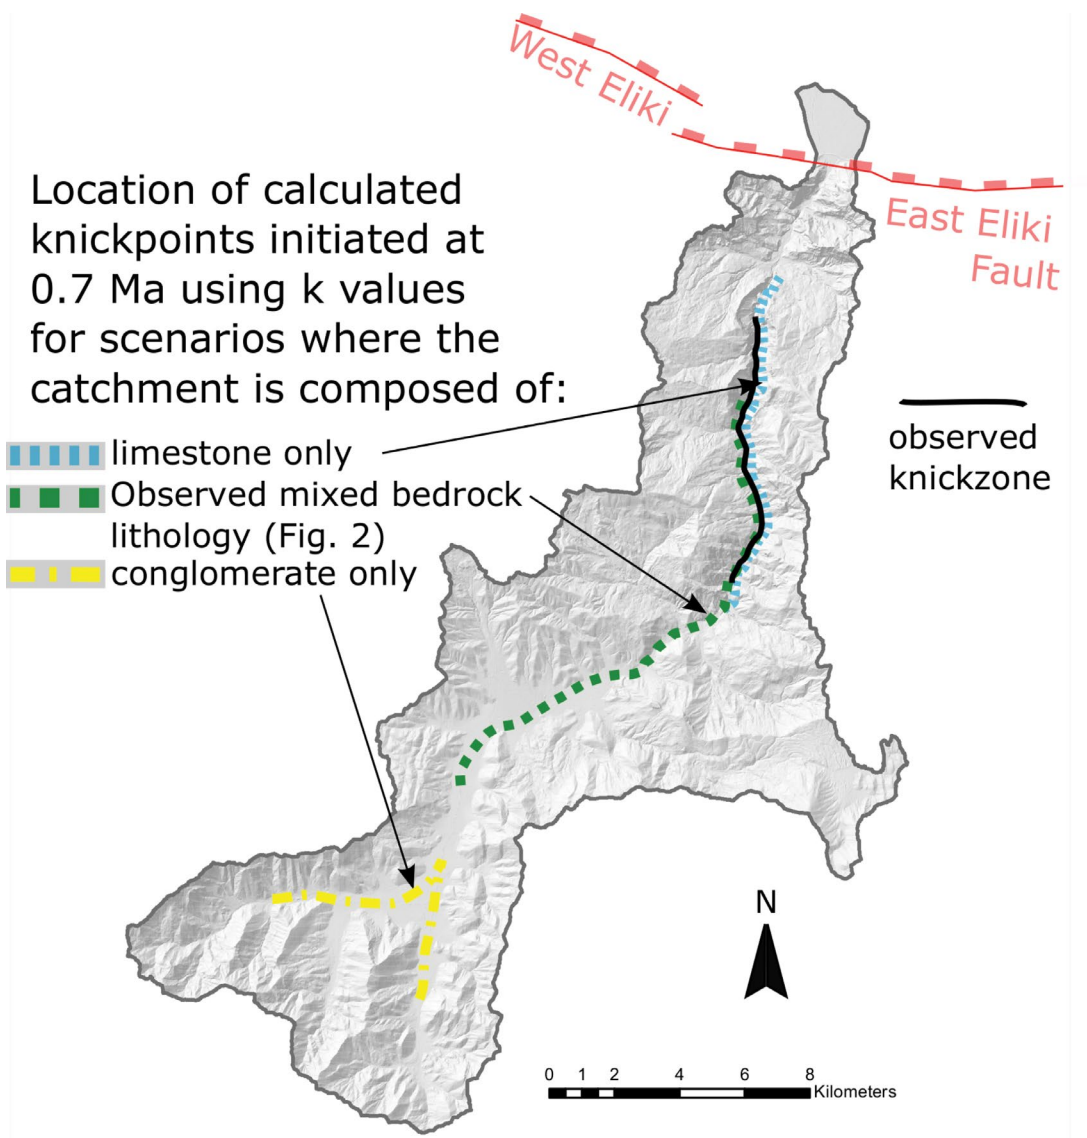 West Eliki
East Eliki
Fault
Location of calculated
knickpoints initiated at
0.7 Ma using k values
for scenarios where the
catchment is composed of:
limestone only
Observed mixed bedrock
lithology (Fig. 2)
conglomerate only
observed
knickzone
N
0 1 2 4 6 8
Kilometers